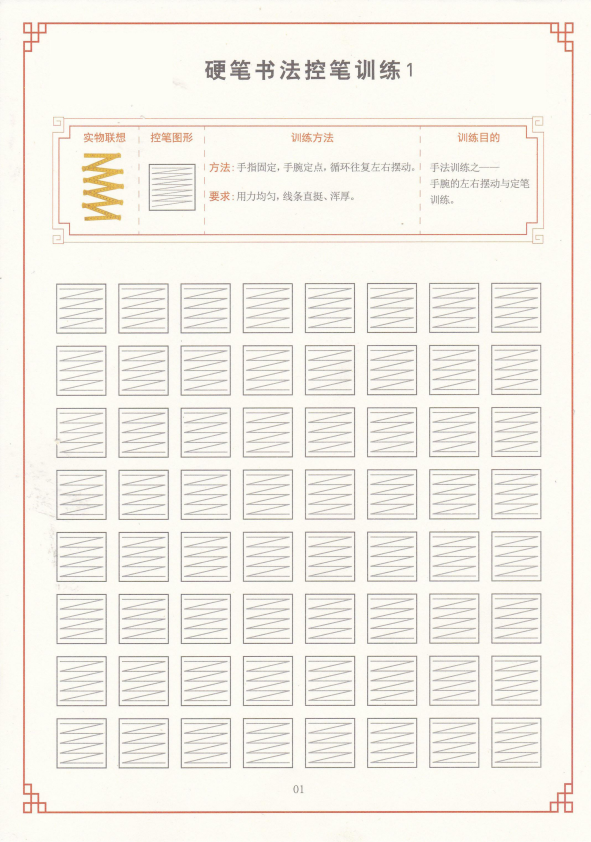 硬笔书法控笔训练1
实物联想
控笔图形
训练方法
训练目的
方法：手指固定，手腕定点，循环往复左右摆动。
要求：用力均匀，线条直挺、浑厚。
手法训练之——
手腕的左右摆动与定笔
训练。
01